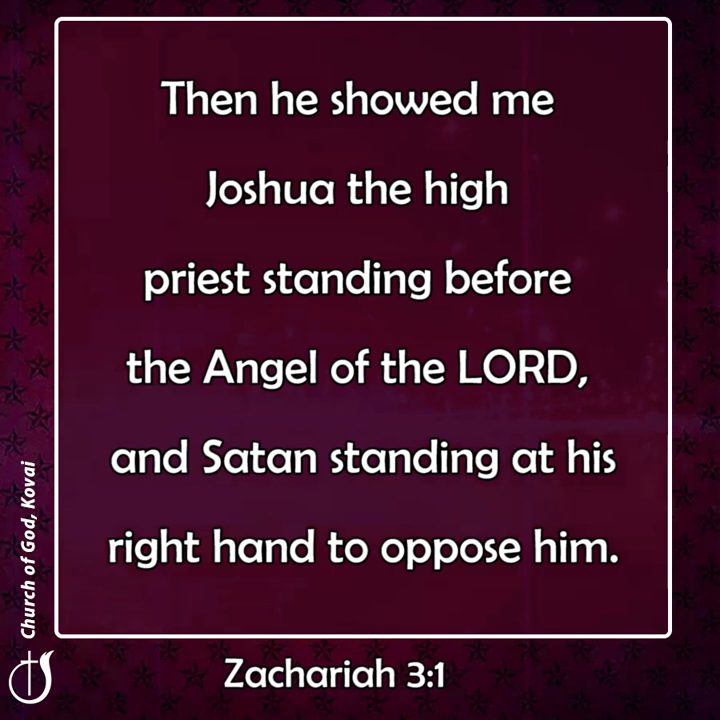 Then he showed me
Joshua the high
priest standing before
the Angel of the LORD,
and Satan standing at his
right hand to oppose him.
Zachariah 3:1
Church of God, Kovai